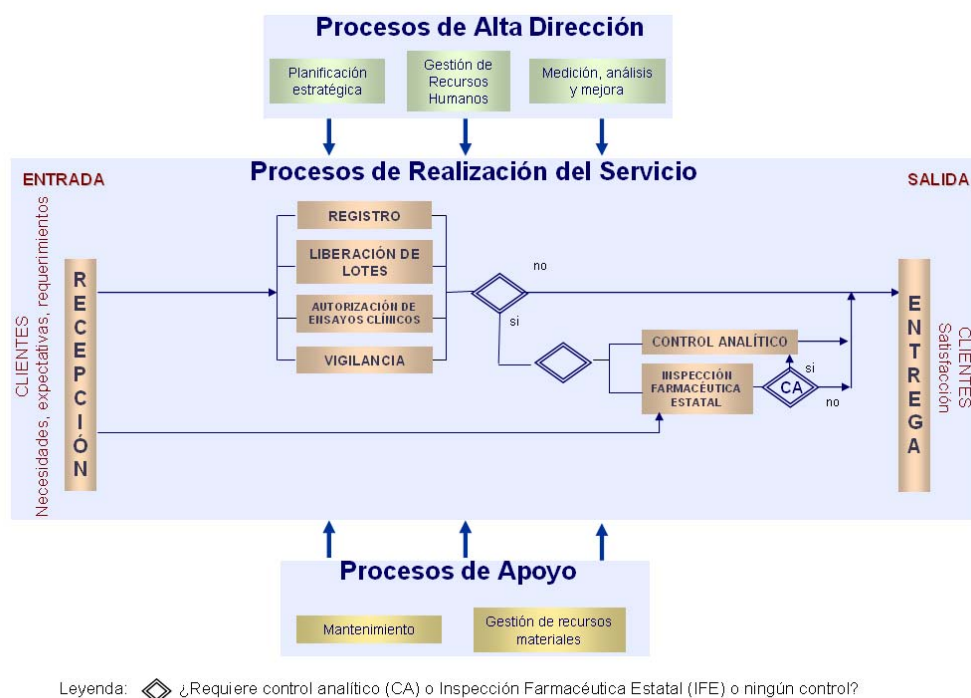 Procesos de Alta Dirección
Planificación
estratégica
Gestión de
Recursos
Humanos
Medición, análisis
y mejora
Procesos de Realización del Servicio
ENTRADA
SALIDA
CLIENTES
Necesidades, expectativas, requerimientos
RECEPCIÓN
REGISTRO
LIBERACIÓN DE
LOTES
AUTORIZACIÓN DE
ENSAYOS CLÍNICOS
VIGILANCIA
no
si
CONTROL ANALÍTICO
INSPECCIÓN
FARMACÉUTICA
ESTATAL
CA
si
no
ENTREGA
CLIENTES
Satisfacción
Procesos de Apoyo
Mantenimiento
Gestión de recursos
materiales
Leyenda: ¿Requiere control analítico (CA) o Inspección Farmacéutica Estatal (IFE) o ningún control?